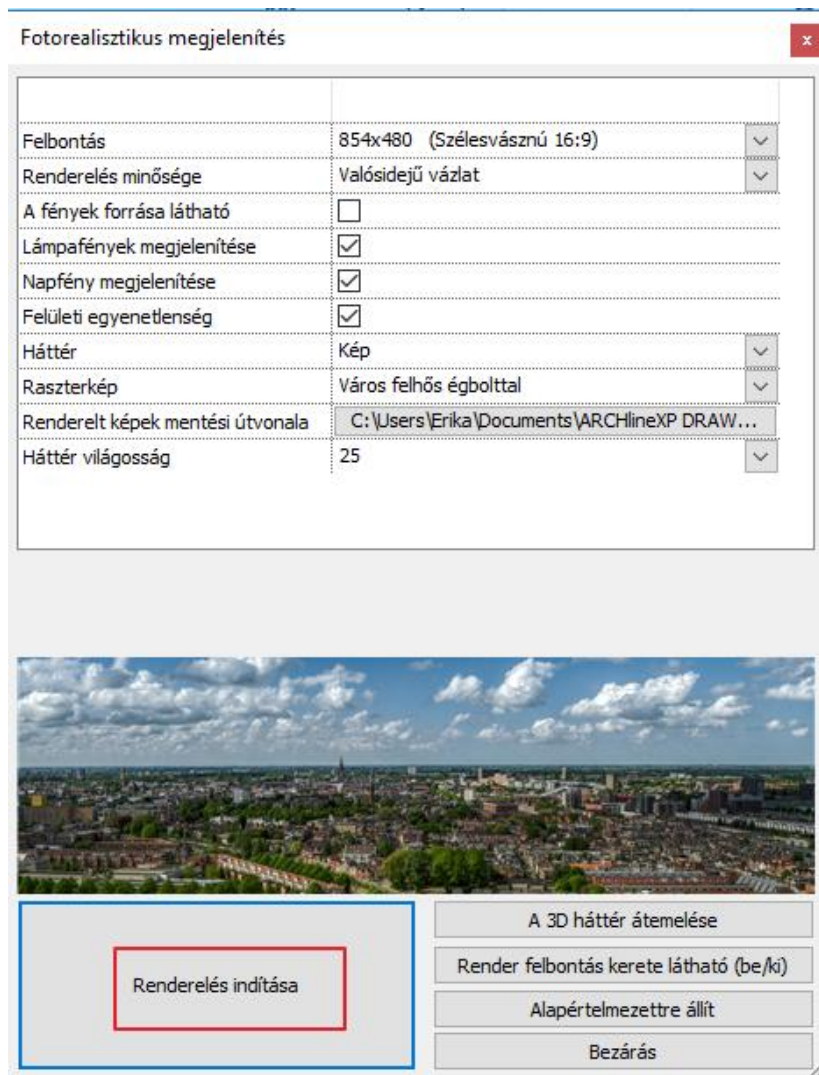 Fotorealisztikus megjelenítés
x
Felbontás 854x480 (Szélesvásznú 16:9)
Renderelés minősége Valósidejű vázlat
A fények forrása látható
Lámpafények megjelenítése
Napfény megjelenítése
Felületi egyenetlenség
Háttér Kép
Raszterkép Város felhős égbolttal
Renderelt képek mentési útvonala C:\Users\Erika\Documents\ARCHlineXP DRAW...
Háttér világosság 25
Renderelés indítása
A 3D háttér átemelése
Render felbontás kerete látható (be/ki)
Alapértelmezettre állít
Bezárás